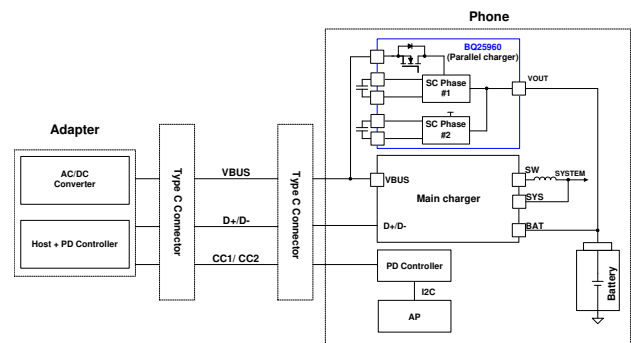 Phone
BQ25960
(Parallel charger)
SC Phase
#1
VOUT
SC Phase
#2
Adapter
AC/DC
Converter
Host + PD Controller
Type C Connector
VBUS
D+/D-
CC1/ CC2
Type C Connector
VBUS
Main charger
D+/D-
SW
SYSTEM
SYS
BAT
PD Controller
I2C
AP
Battery